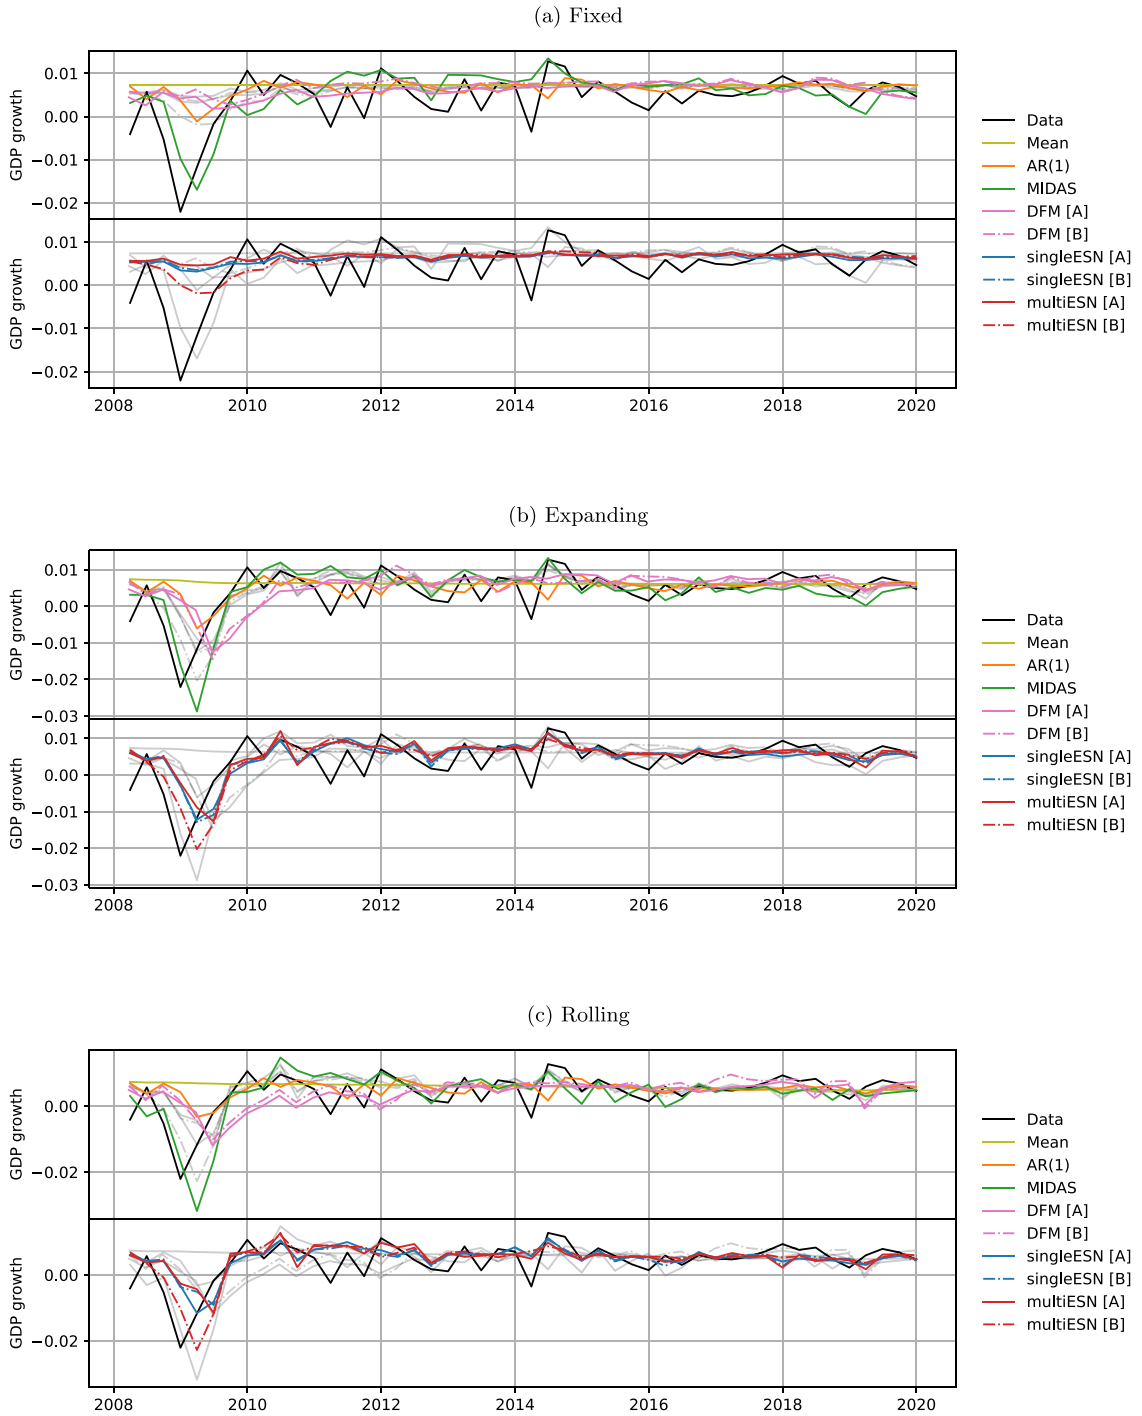 (a) Fixed
GDP growth
0.01
0.00
−0.01
−0.02
GDP growth
0.01
0.00
−0.01
−0.02
2008 2010 2012 2014 2016 2018 2020
Data
Mean
AR(1)
MIDAS
DFM [A]
DFM [B]
singleESN [A]
singleESN [B]
multiESN [A]
multiESN [B]
(b) Expanding
GDP growth
0.01
0.00
−0.01
−0.02
−0.03
GDP growth
0.01
0.00
−0.01
−0.02
−0.03
2008 2010 2012 2014 2016 2018 2020
Data
Mean
AR(1)
MIDAS
DFM [A]
DFM [B]
singleESN [A]
singleESN [B]
multiESN [A]
multiESN [B]
(c) Rolling
GDP growth
0.00
−0.02
GDP growth
0.00
−0.02
2008 2010 2012 2014 2016 2018 2020
Data
Mean
AR(1)
MIDAS
DFM [A]
DFM [B]
singleESN [A]
singleESN [B]
multiESN [A]
multiESN [B]